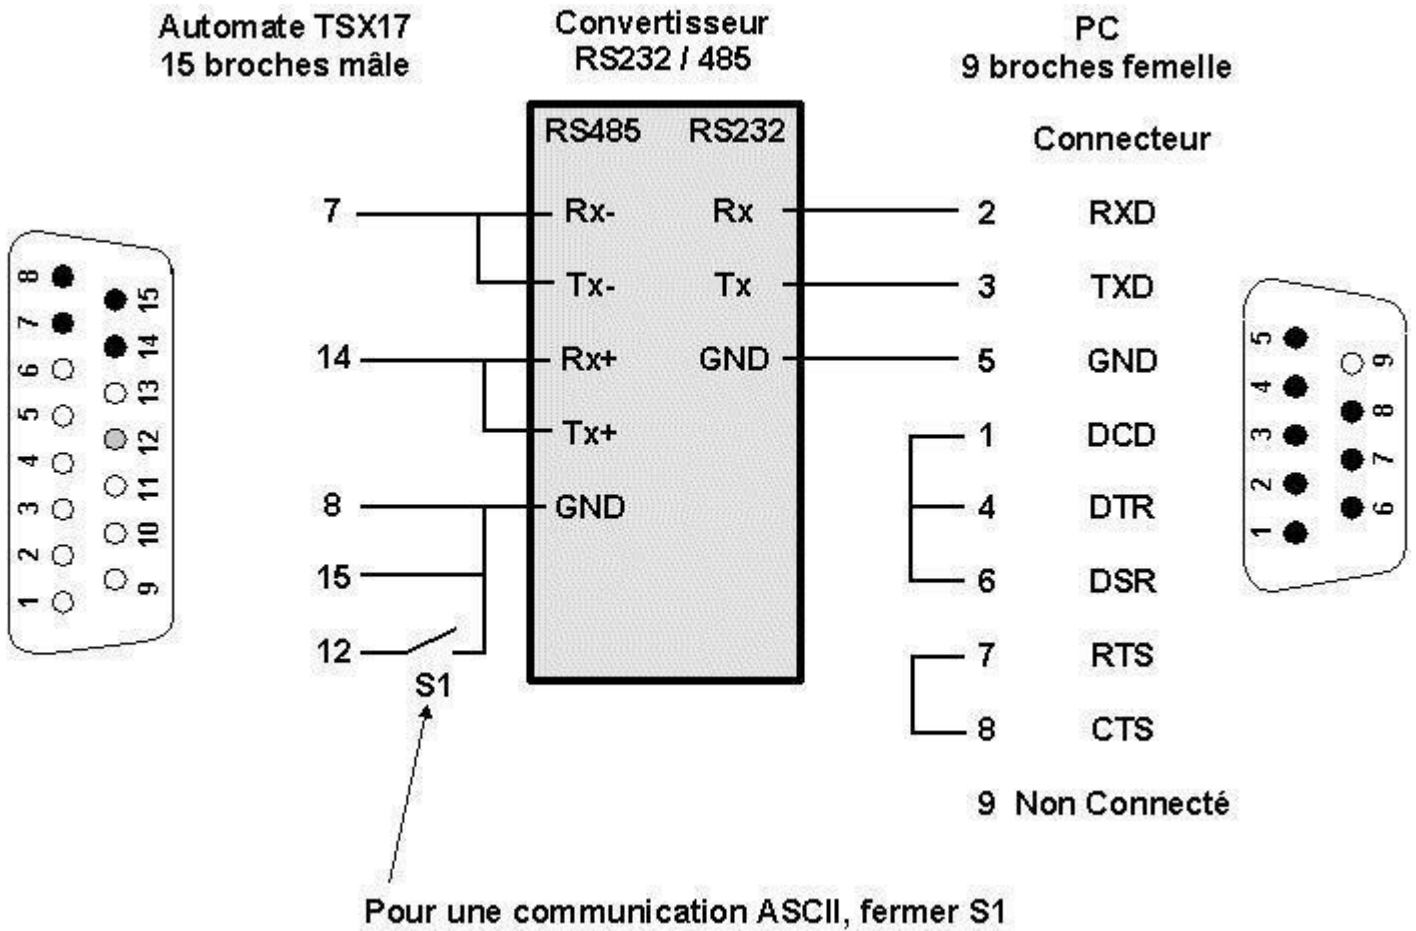 Automate TSX17
15 broches mâle
Convertisseur
RS232 / 485
PC
9 broches femelle
Connecteur
RS485 RS232
7 Rx- Rx 2 RXD
Tx- Tx 3 TXD
14 Rx+ GND 5 GND
Tx+ 1 DCD
8 GND 4 DTR
15 6 DSR
12 7 RTS
S1
8 CTS
9 Non Connecté
Pour une communication ASCII, fermer S1
8
7
6
5
4
3
2
1
15
14
13
12
11
10
9
5
4
3
2
1
9
8
7
6